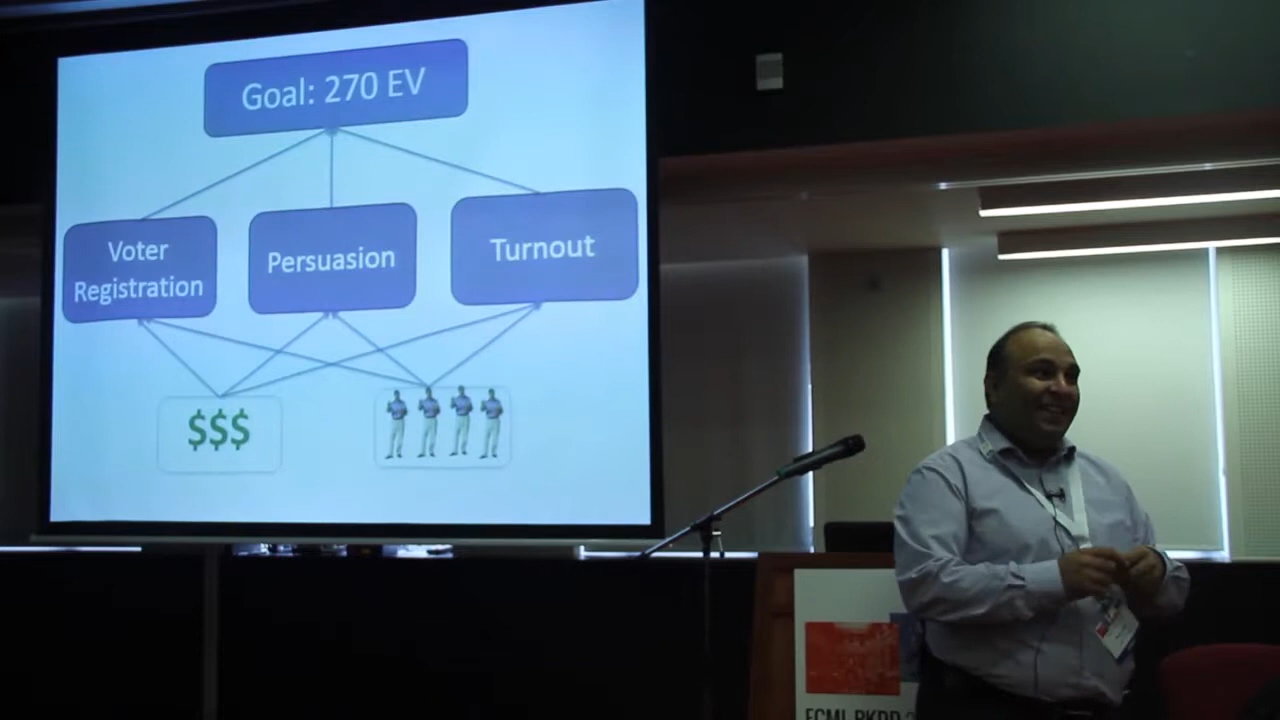 Goal: 270 EV
Voter
Registration
Persuasion
Turnout
$$$
ECML PKDD